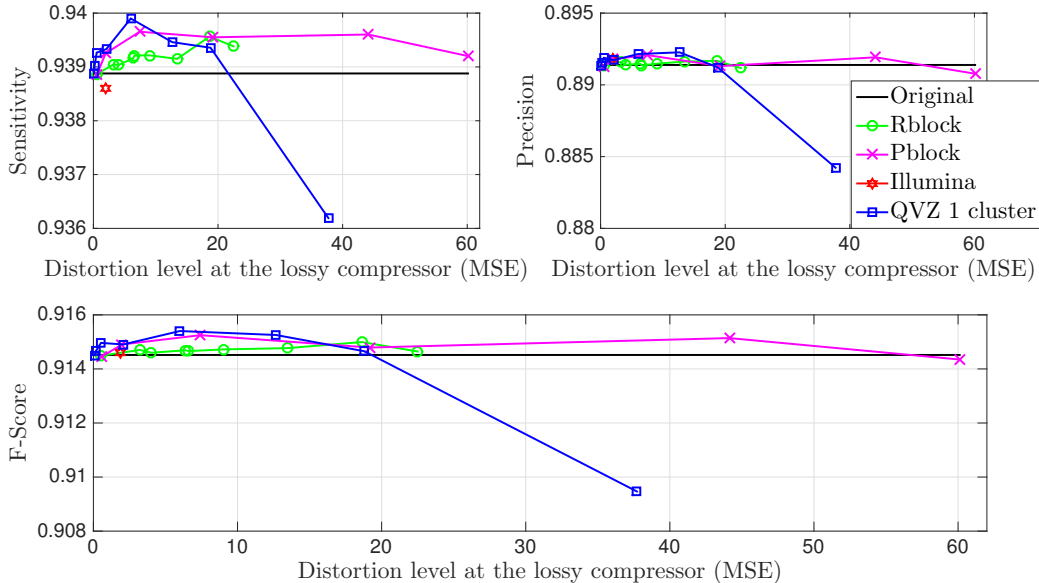 0.94
0.939
0.938
0.937
0.936
Sensitivity
0 20 40 60
Distortion level at the lossy compressor (MSE)
0.895
0.89
0.885
0.88
Precision
0 20 40 60
Distortion level at the lossy compressor (MSE)
Original
Rblock
Pblock
Illumina
QVZ 1 cluster
0.916
0.914
0.912
0.91
0.908
F-Score
0 10 20 30 40 50 60
Distortion level at the lossy compressor (MSE)